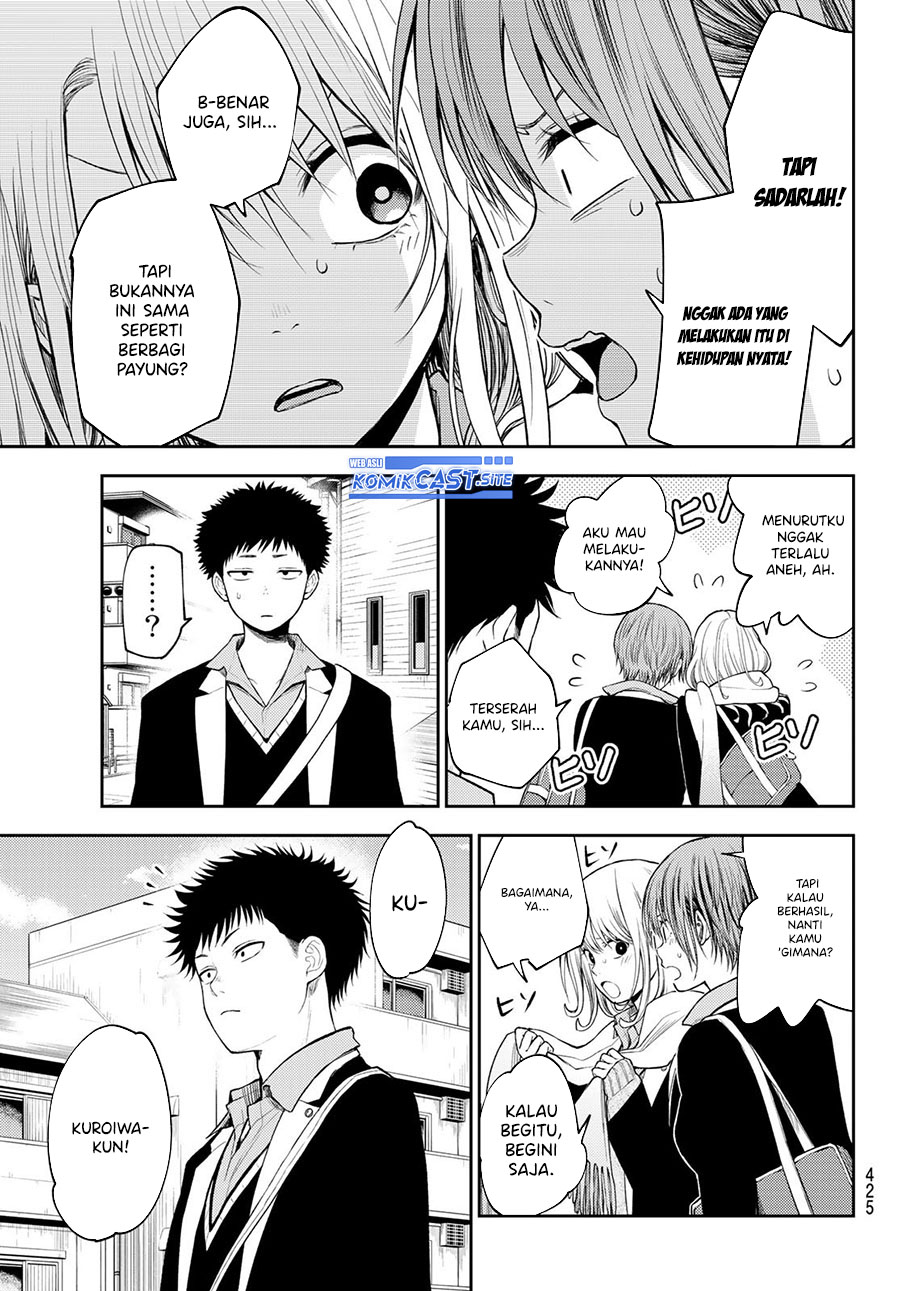 TAPI
SADARLAH!
NGGAK ADA YANG
MELAKUKAN ITU DI
KEHIDUPAN NYATA!
B-BENAR
JUGA, SIH...
TAPI
BUKANNYA
INI SAMA
SEPERTI
BERBAGI
PAYUNG?
WEB ASLI
KOMIKCAST.SITE
MENURUTKU
NGGAK
TERLALU
ANEH, AH.
ヒソ
AKU MAU
MELAKU-
KANNYA!
TERSERAH
KAMU, SIH...
ヒソ
ヒソ
......
?
TAPI
KALAU
BERHASIL,
NANTI
KAMU
'GIMANA?
ヒソ
BAGAIMANA,
YA...
ヒソ
KALAU
BEGITU,
BEGINI
SAJA.
KU-
KUROIWA-
KUN!
425